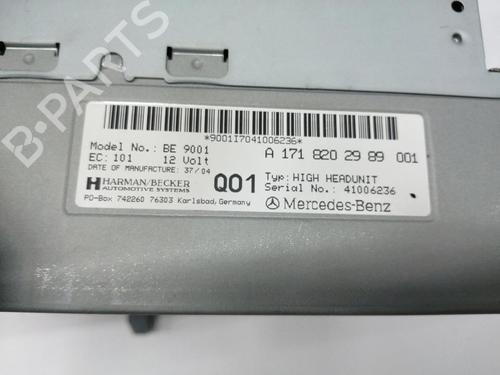 B-PARTS
*9001I7041006236*
Model No.: BE 9001
A 171 820 29 89 001
EC: 101 12 Volt
DATE OF MANUFACTURE: 37/04
Q01
Typ: HIGH HEADUNIT
HARMAN/BECKER
AUTOMOTIVE SYSTEMS
Serial No.: 41006236
PO-Box 742260 76303 Karlsbad, Germany
Mercedes-Benz